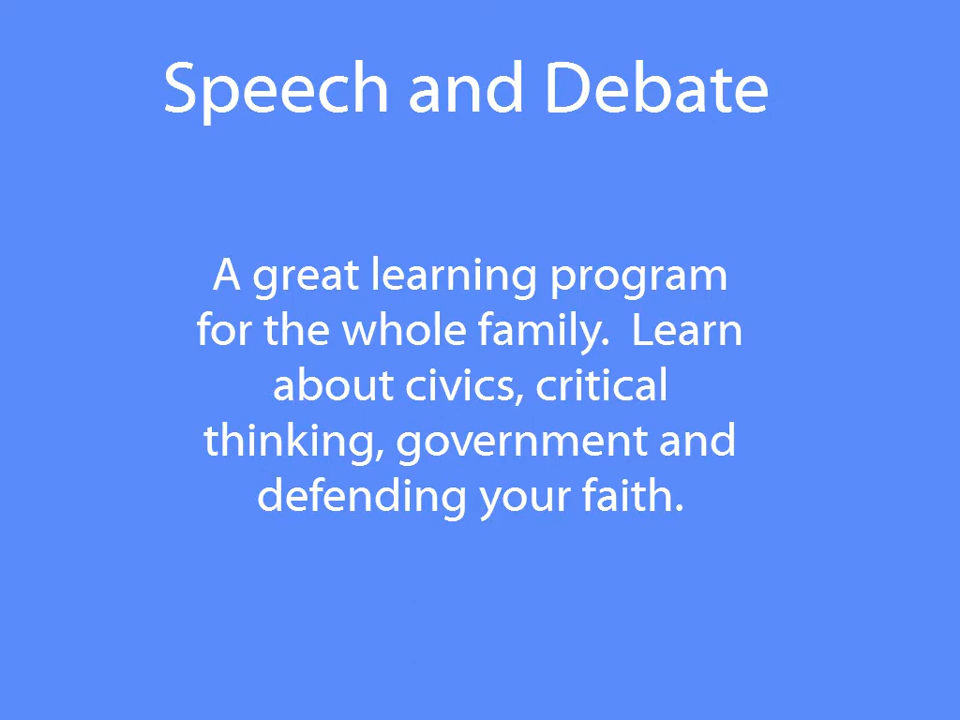 Speech and Debate
A great learning program
for the whole family.  Learn
about civics, critical
thinking, government and
defending your faith.